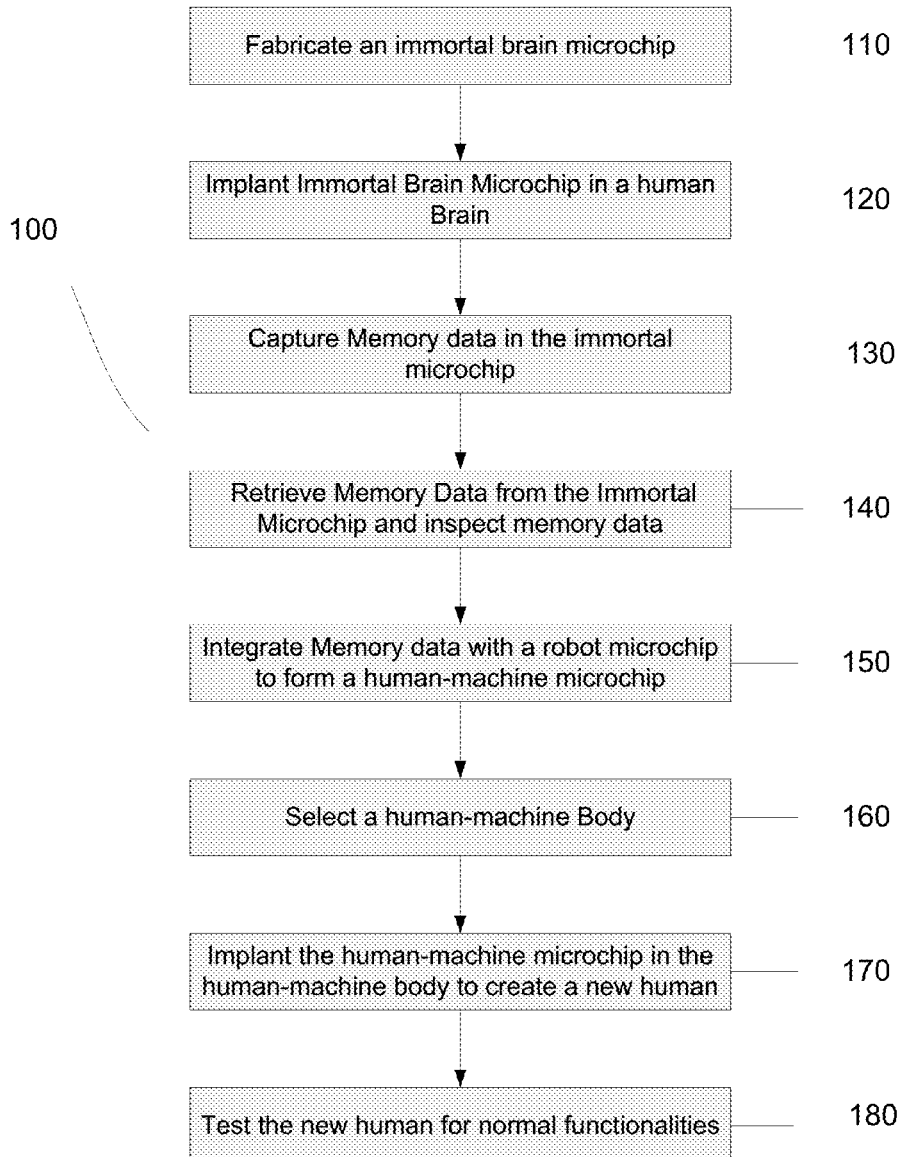 Fabricate an immortal brain microchip 110
Implant Immortal Brain Microchip in a human
Brain 120
100
Capture Memory data in the immortal
microchip 130
Retrieve Memory Data from the Immortal
Microchip and inspect memory data 140
Integrate Memory data with a robot microchip
to form a human-machine microchip 150
Select a human-machine Body 160
Implant the human-machine microchip in the
human-machine body to create a new human 170
Test the new human for normal functionalities 180